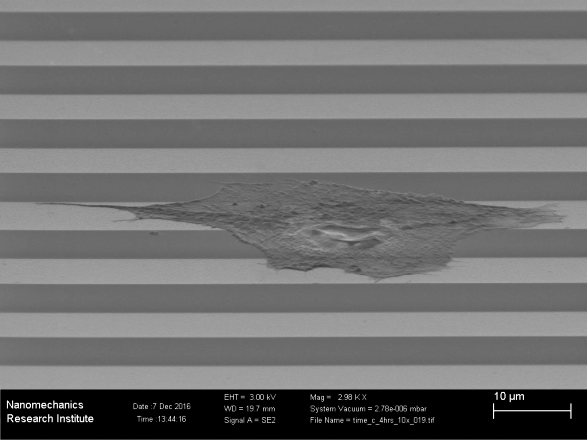 Nanomechanics
Research Institute
Date :7 Dec 2016
Time :13:44:16
EHT = 3.00 kV
WD = 19.7 mm
Signal A = SE2
Mag = 2.98 K X
System Vacuum = 2.78e-006 mbar
File Name = time_c_4hrs_10x_019.tif
10 µm